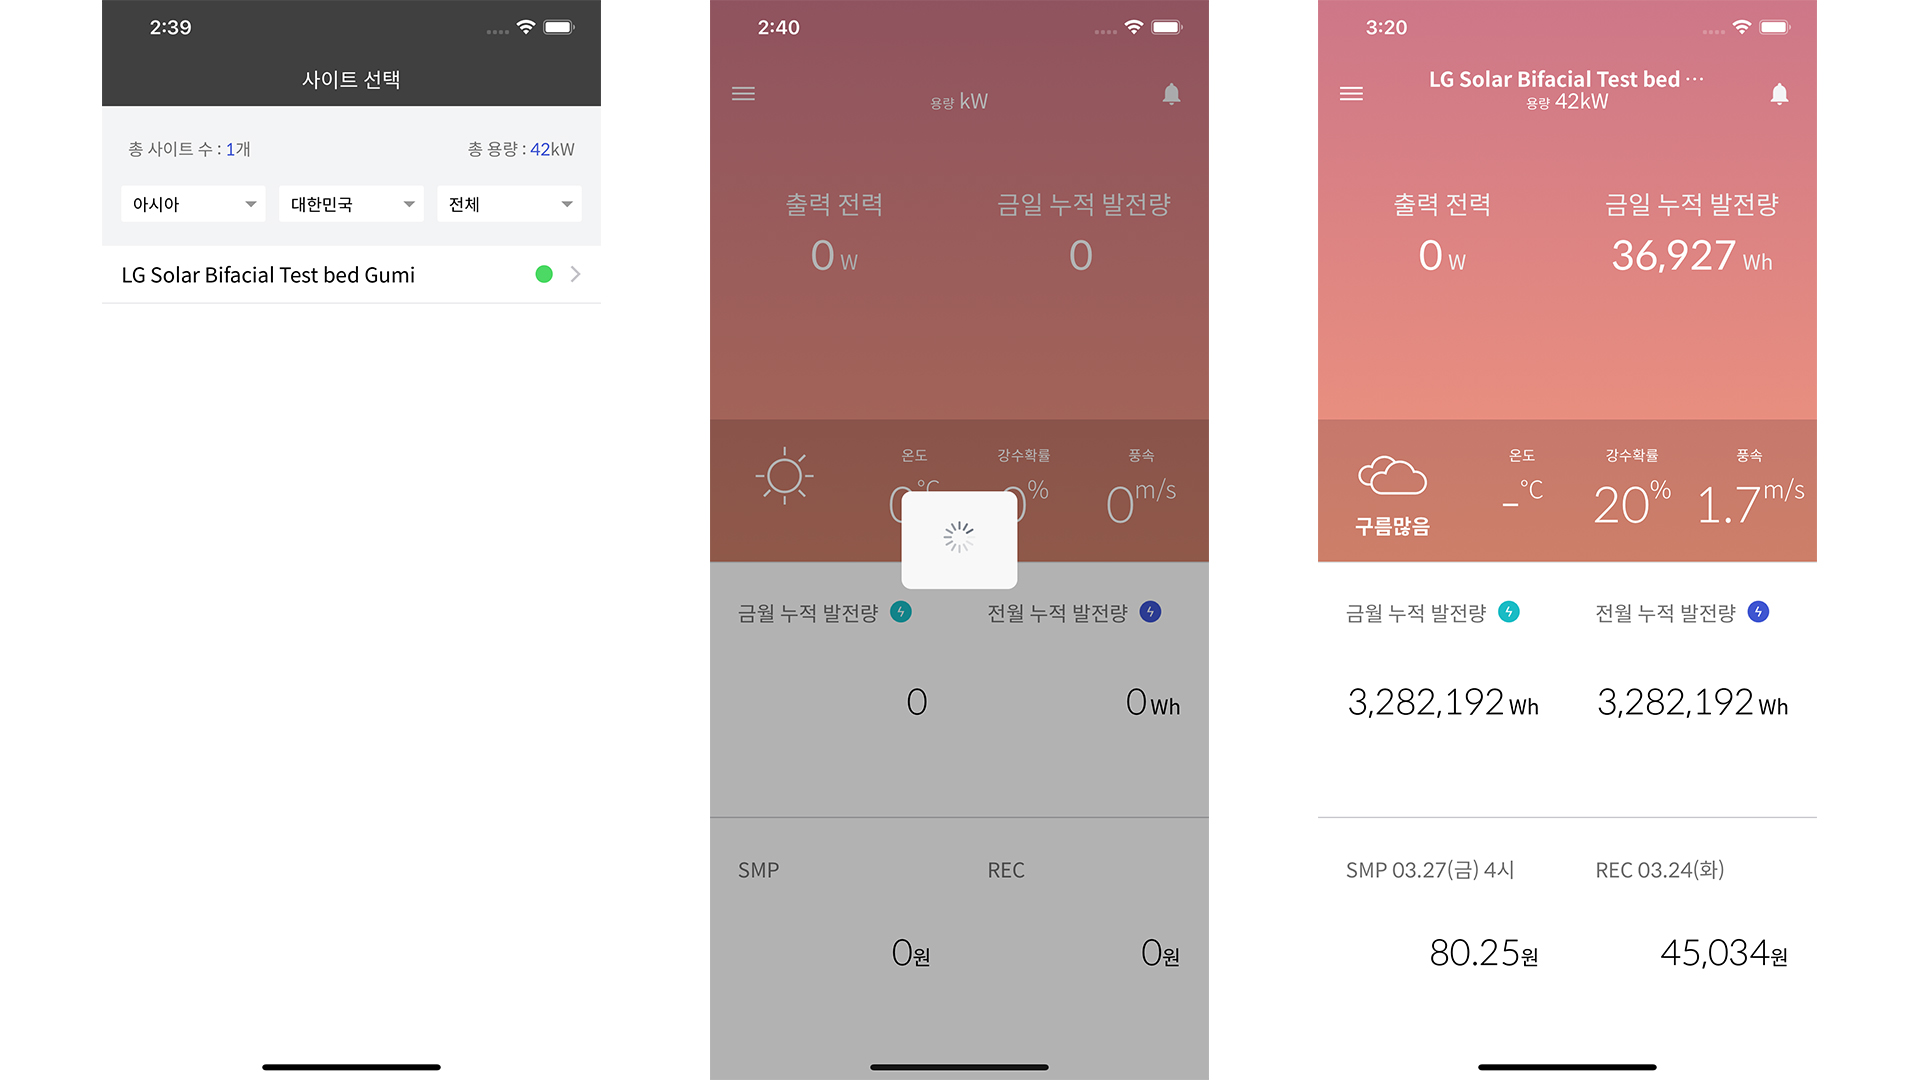 2:39
사이트 선택
총 사이트 수 : 1개
총 용량 : 42kW
아시아
대한민국
전체
LG Solar Bifacial Test bed Gumi
2:40
용량 kW
출력 전력
금일 누적 발전량
0 W
0
온도
강수확률
풍속
0°C
0%
0m/s
금월 누적 발전량
전월 누적 발전량
0
0Wh
SMP
REC
0원
0원
3:20
LG Solar Bifacial Test bed ···
용량 42kW
출력 전력
금일 누적 발전량
0 W
36,927 Wh
온도
강수확률
풍속
-°C
20%
1.7m/s
구름많음
금월 누적 발전량
전월 누적 발전량
3,282,192Wh
3,282,192Wh
SMP 03.27(금) 4시
REC 03.24(화)
80.25원
45,034원